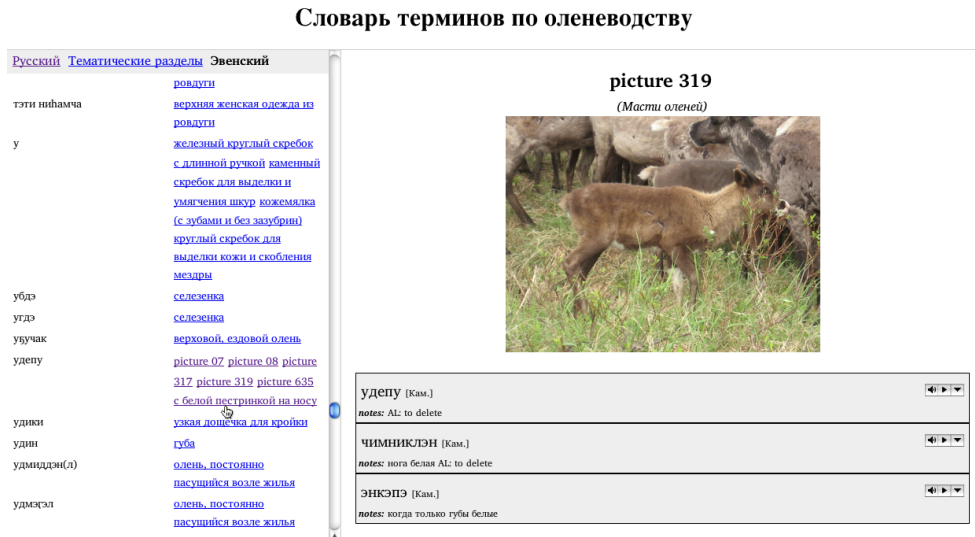 Словарь терминов по оленеводству
Русский Тематические разделы Эвенский
ровдуги
тэти ниһамча верхняя женская одежда из
ровдуги
у железный круглый скребок
с длинной ручкой каменный
скребок для выделки и
умягчения шкур кожемялка
(с зубами и без зазубрин)
круглый скребок для
выделки кожи и скобления
мездры
убдэ селезенка
угдэ селезенка
уӄучак верховой, ездовой олень
удепу picture 07 picture 08 picture
317 picture 319 picture 635
с белой пестринкой на носу
удики узкая дощечка для кройки
удин губа
удмиддэн(л) олень, постоянно
пасущийся возле жилья
удмэгэл олень, постоянно
пасущийся возле жилья
picture 319
(Масти оленей)
удепу [Кам.]
notes: AL: to delete
чимниклэн [Кам.]
notes: нога белая AL: to delete
энкэпэ [Кам.]
notes: когда только губы белые